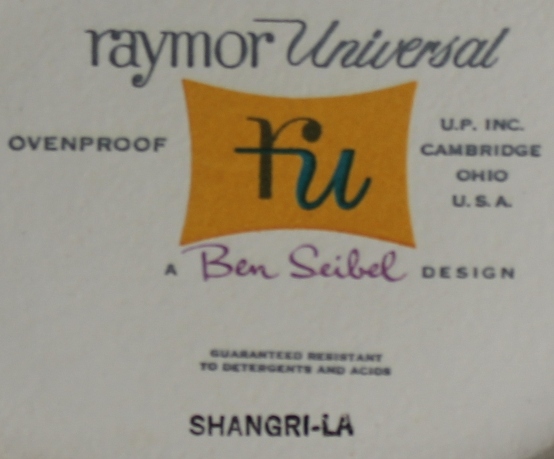 raymor Universal
OVENPROOF
ru
U.P. INC.
CAMBRIDGE
OHIO
U.S.A.
A Ben Seibel DESIGN
GUARANTEED RESISTANT
TO DETERGENTS AND ACIDS
SHANGRI-LA